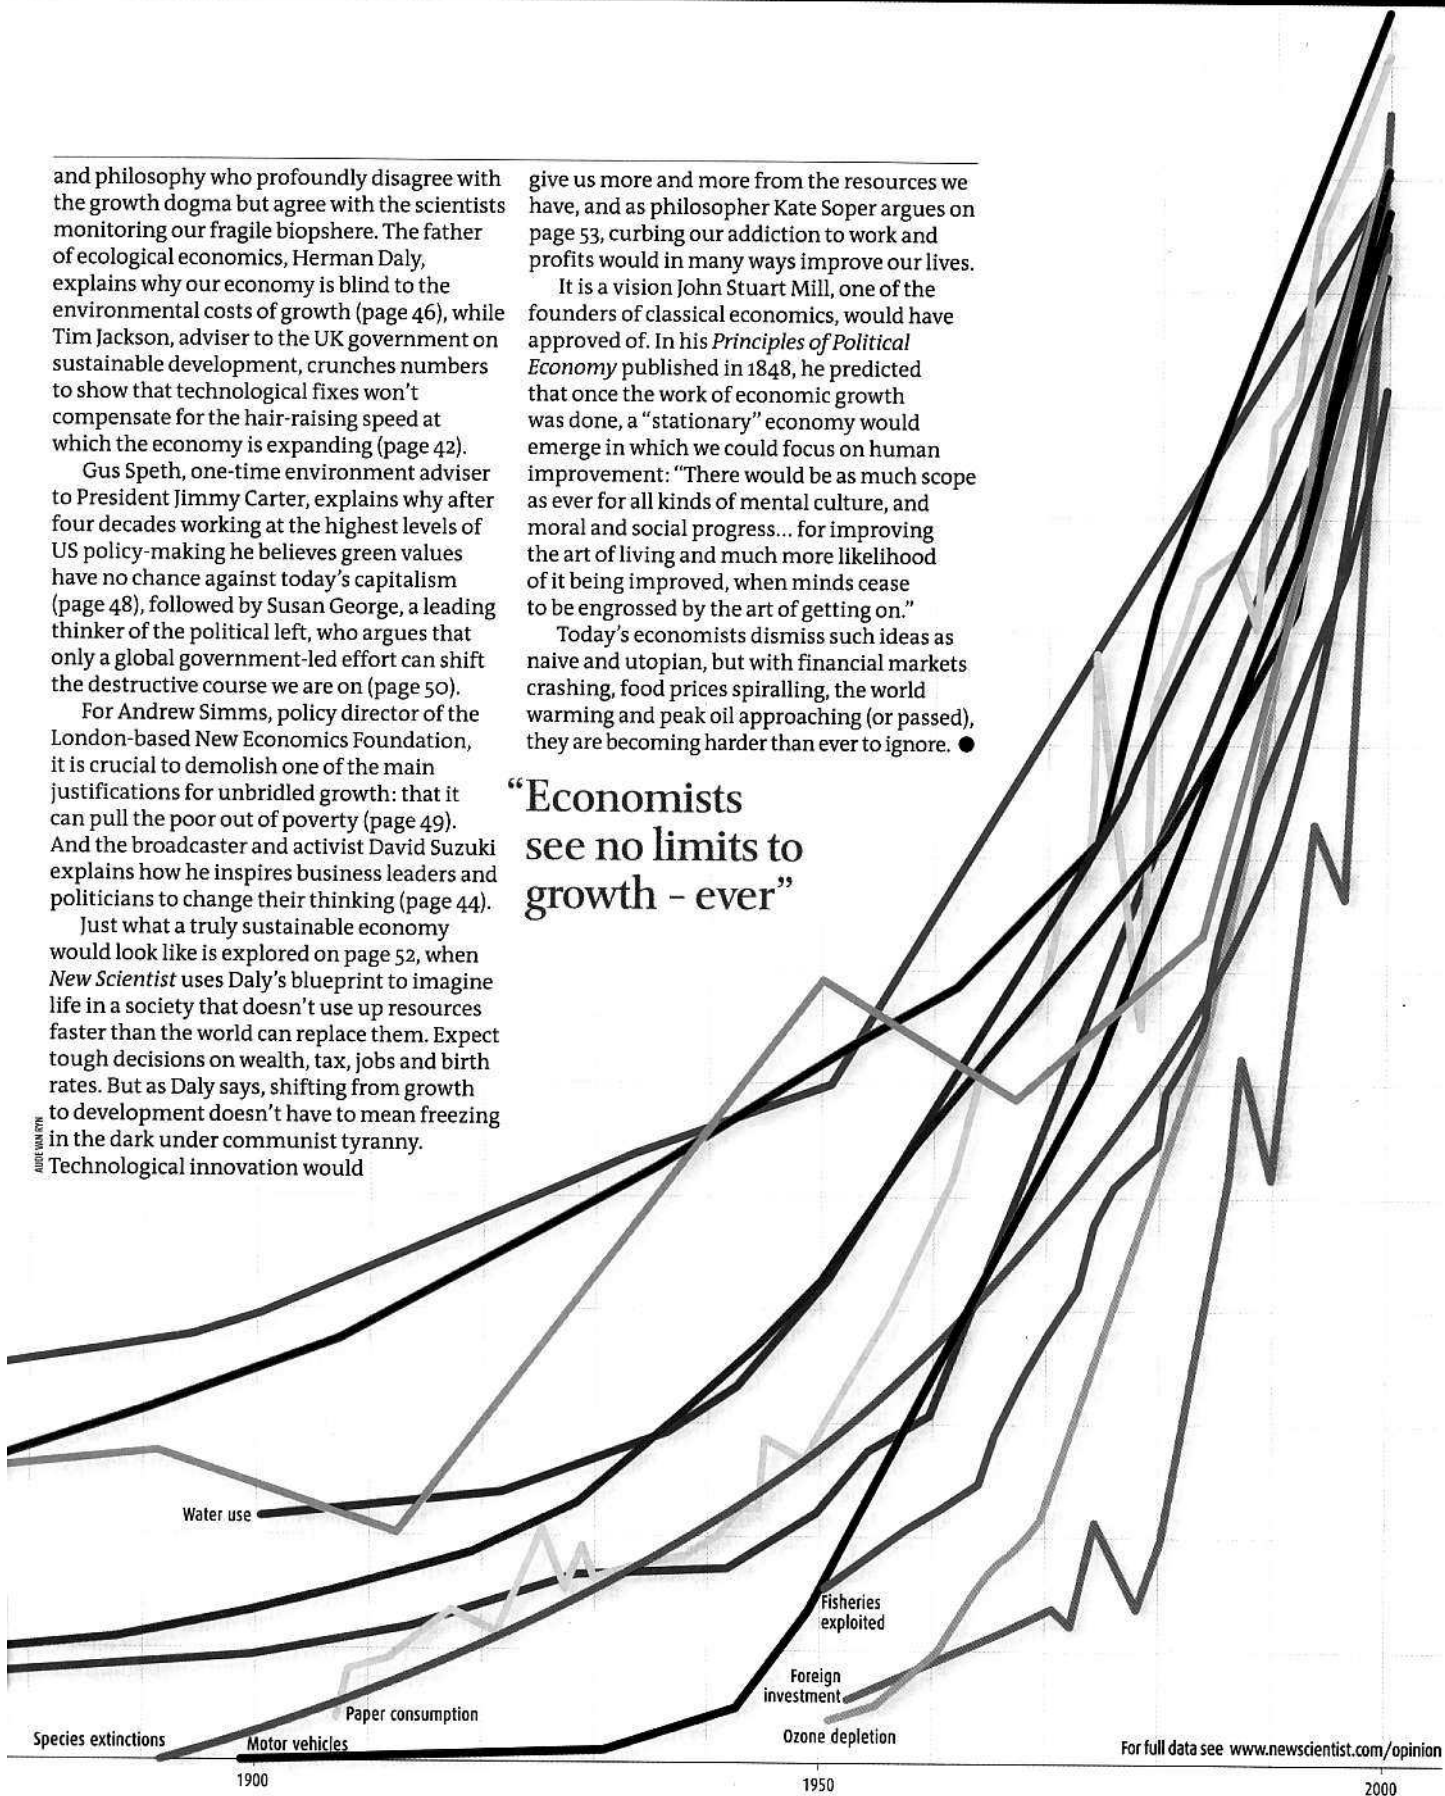 and philosophy who profoundly disagree with
the growth dogma but agree with the scientists
monitoring our fragile biopshere. The father
of ecological economics, Herman Daly,
explains why our economy is blind to the
environmental costs of growth (page 46), while
Tim Jackson, adviser to the UK government on
sustainable development, crunches numbers
to show that technological fixes won't
compensate for the hair-raising speed at
which the economy is expanding (page 42).
Gus Speth, one-time environment adviser
to President Jimmy Carter, explains why after
four decades working at the highest levels of
US policy-making he believes green values
have no chance against today's capitalism
(page 48), followed by Susan George, a leading
thinker of the political left, who argues that
only a global government-led effort can shift
the destructive course we are on (page 50).
For Andrew Simms, policy director of the
London-based New Economics Foundation,
it is crucial to demolish one of the main
justifications for unbridled growth: that it
can pull the poor out of poverty (page 49).
And the broadcaster and activist David Suzuki
explains how he inspires business leaders and
politicians to change their thinking (page 44).
Just what a truly sustainable economy
would look like is explored on page 52, when
New Scientist uses Daly's blueprint to imagine
life in a society that doesn't use up resources
faster than the world can replace them. Expect
tough decisions on wealth, tax, jobs and birth
rates. But as Daly says, shifting from growth
to development doesn't have to mean freezing
in the dark under communist tyranny.
Technological innovation would
AUDE VAN RYN
give us more and more from the resources we
have, and as philosopher Kate Soper argues on
page 53, curbing our addiction to work and
profits would in many ways improve our lives.
It is a vision John Stuart Mill, one of the
founders of classical economics, would have
approved of. In his Principles of Political
Economy published in 1848, he predicted
that once the work of economic growth
was done, a "stationary" economy would
emerge in which we could focus on human
improvement: "There would be as much scope
as ever for all kinds of mental culture, and
moral and social progress... for improving
the art of living and much more likelihood
of it being improved, when minds cease
to be engrossed by the art of getting on."
Today's economists dismiss such ideas as
naive and utopian, but with financial markets
crashing, food prices spiralling, the world
warming and peak oil approaching (or passed),
they are becoming harder than ever to ignore. ●
"Economists
see no limits to
growth – ever"
Water use
Fisheries
exploited
Foreign
investment
Paper consumption
Ozone depletion
Species extinctions
Motor vehicles
For full data see www.newscientist.com/opinion
1900
1950
2000